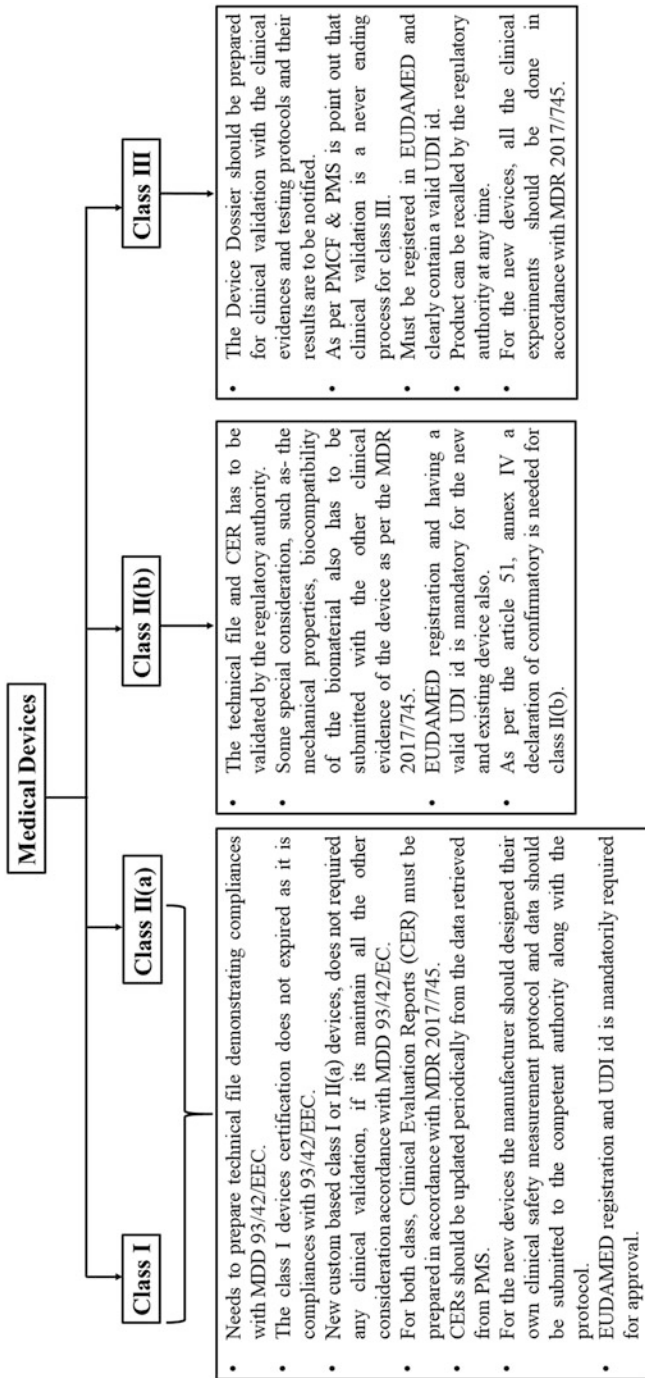 Medical Devices
Class I
Class II(a)
Class II(b)
Class III
• Needs to prepare technical file demonstrating compliances
with MDD 93/42/EEC.
• The class I devices certification does not expired as it is
compliances with 93/42/EEC.
• New custom based class I or II(a) devices, does not required
any clinical validation, if its maintain all the other
consideration accordance with MDD 93/42/EC.
• For both class, Clinical Evaluation Reports (CER) must be
prepared in accordance with MDR 2017/745.
• CERs should be updated periodically from the data retrieved
from PMS.
• For the new devices the manufacturer should designed their
own clinical safety measurement protocol and data should
be submitted to the competent authority along with the
protocol.
• EUDAMED registration and UDI id is mandatorily required
for approval.
• The technical file and CER has to be
validated by the regulatory authority.
• Some special consideration, such as- the
mechanical properties, biocompatibility
of the biomaterial also has to be
submitted with the other clinical
evidence of the device as per the MDR
2017/745.
• EUDAMED registration and having a
valid UDI id is mandatory for the new
and existing device also.
• As per the article 51, annex IV a
declaration of confirmatory is needed for
class II(b).
• The Device Dossier should be prepared
for clinical validation with the clinical
evidences and testing protocols and their
results are to be notified.
• As per PMCF & PMS is point out that
clinical validation is a never ending
process for class III.
• Must be registered in EUDAMED and
clearly contain a valid UDI id.
• Product can be recalled by the regulatory
authority at any time.
• For the new devices, all the clinical
experiments should be done in
accordance with MDR 2017/745.